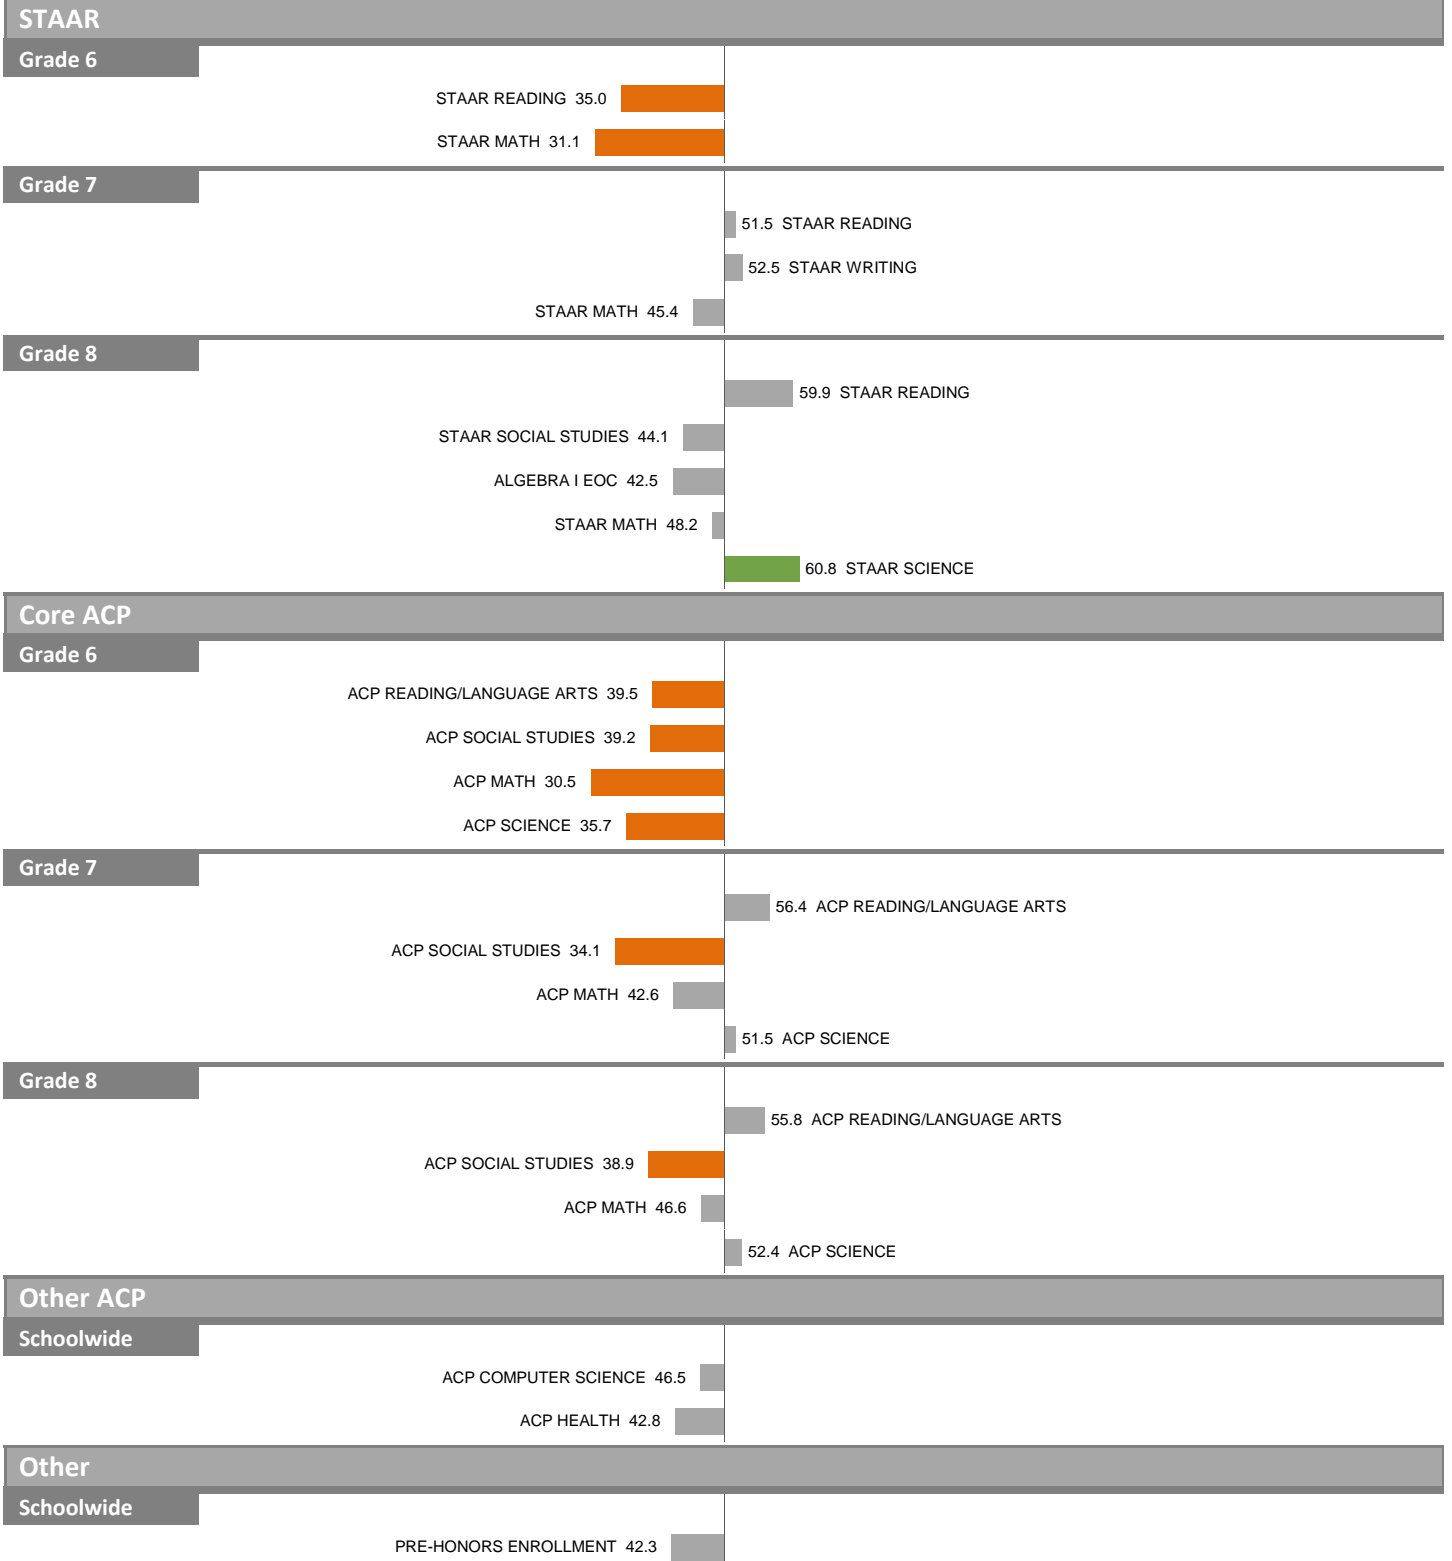 STAAR
Grade 6
STAAR READING 35.0
STAAR MATH 31.1
Grade 7
51.5 STAAR READING
52.5 STAAR WRITING
STAAR MATH 45.4
Grade 8
59.9 STAAR READING
STAAR SOCIAL STUDIES 44.1
ALGEBRA I EOC 42.5
STAAR MATH 48.2
60.8 STAAR SCIENCE
Core ACP
Grade 6
ACP READING/LANGUAGE ARTS 39.5
ACP SOCIAL STUDIES 39.2
ACP MATH 30.5
ACP SCIENCE 35.7
Grade 7
56.4 ACP READING/LANGUAGE ARTS
ACP SOCIAL STUDIES 34.1
ACP MATH 42.6
51.5 ACP SCIENCE
Grade 8
55.8 ACP READING/LANGUAGE ARTS
ACP SOCIAL STUDIES 38.9
ACP MATH 46.6
52.4 ACP SCIENCE
Other ACP
Schoolwide
ACP COMPUTER SCIENCE 46.5
ACP HEALTH 42.8
Other
Schoolwide
PRE-HONORS ENROLLMENT 42.3